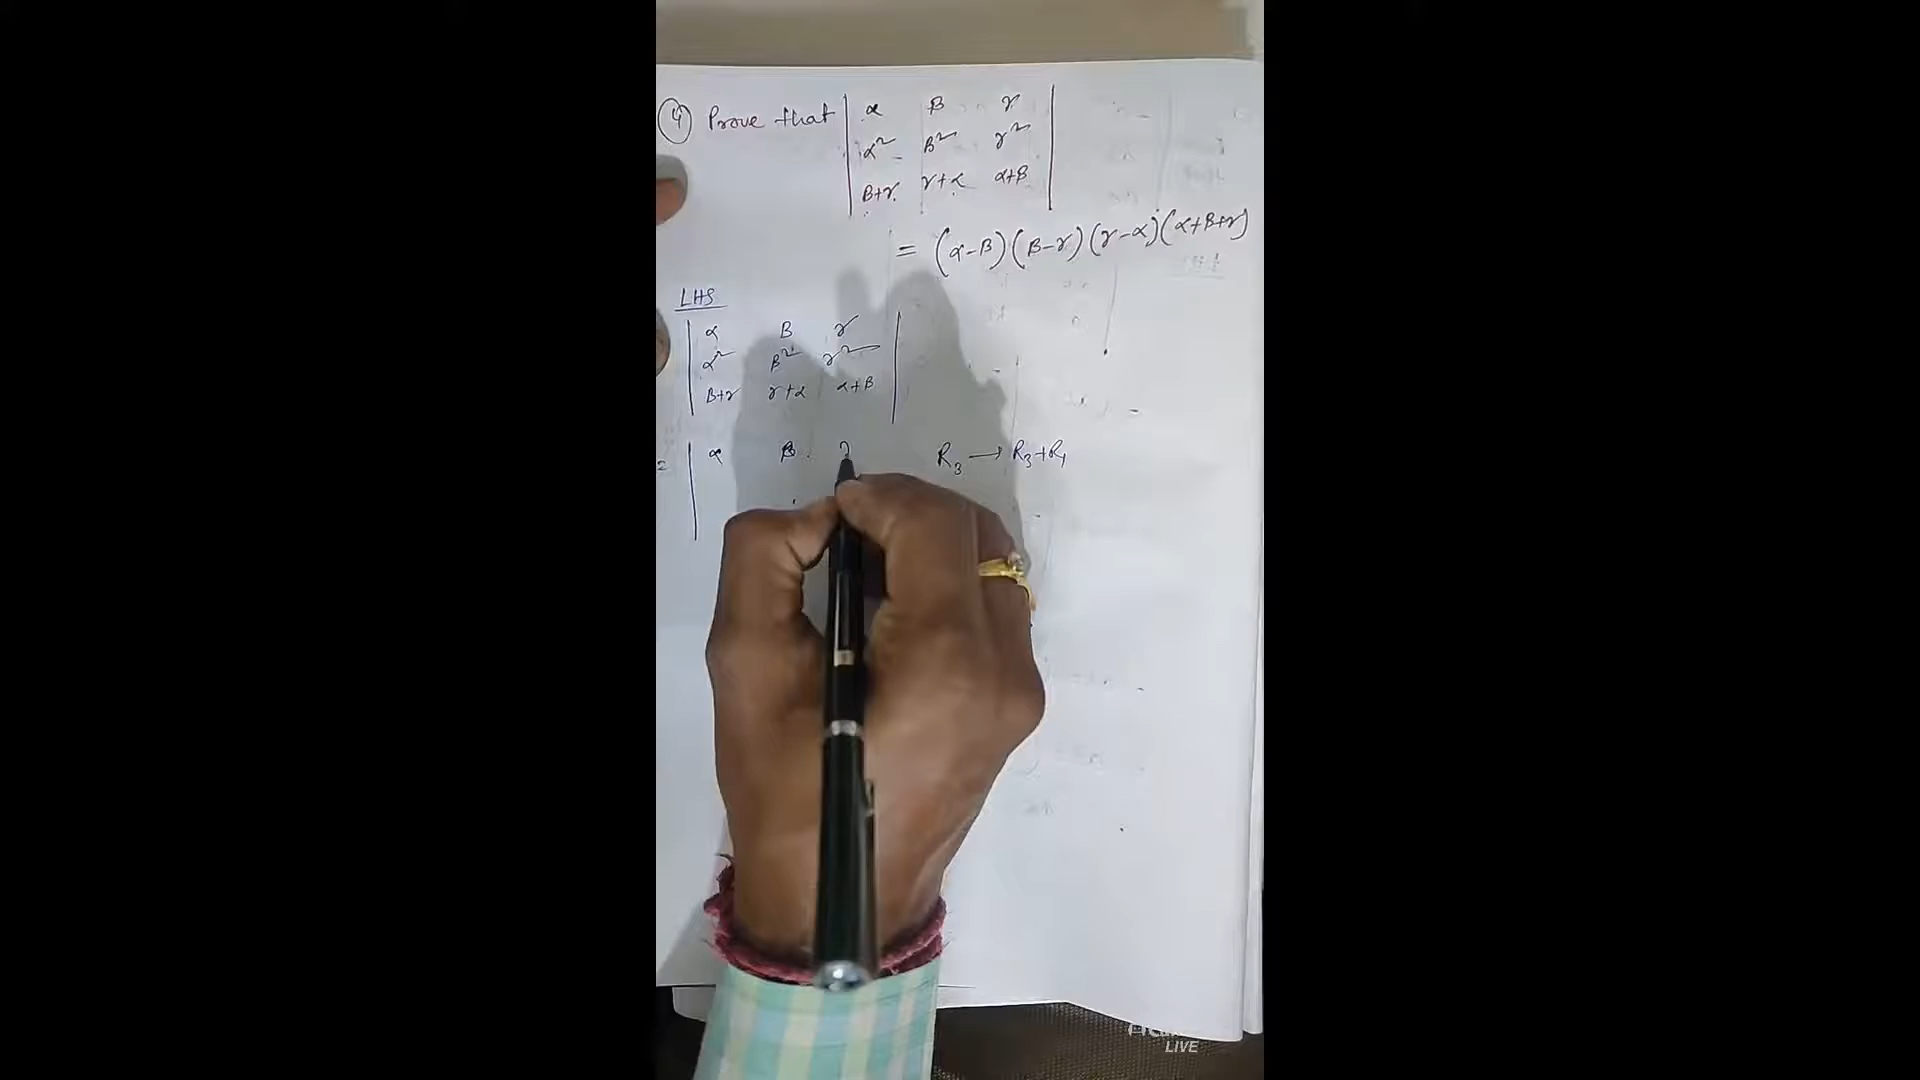 ④ Prove that | α β γ |
| α² β² γ² |
| β+γ γ+α α+β |
= (α-β)(β-γ)(γ-α)(α+β+γ)
LHS
| α β γ |
| α² β² γ² |
| β+γ γ+α α+β |
= | α β γ R₃ → R₃+R₁
LIVE